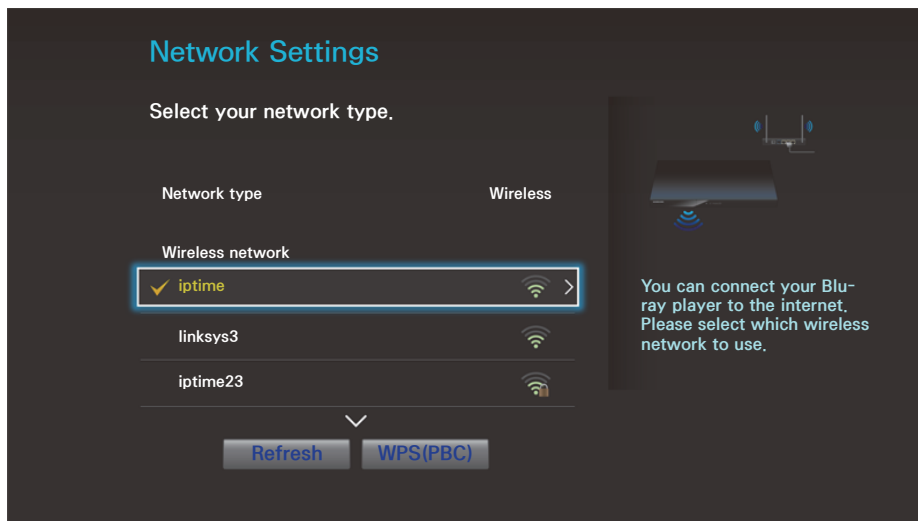 Network Settings
Select your network type.
Network type Wireless
Wireless network
iptime
linksys3
iptime23
Refresh WPS(PBC)
You can connect your Blu-
ray player to the internet.
Please select which wireless
network to use.